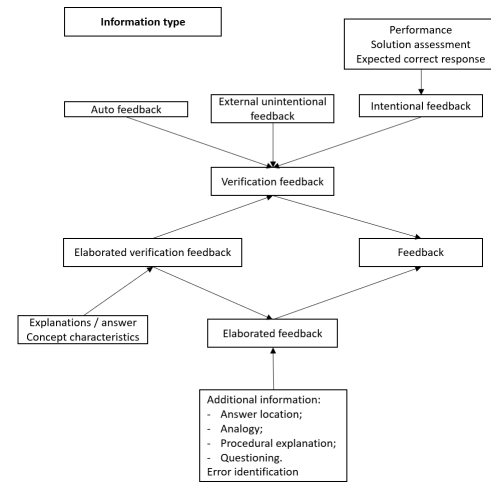 Information type
Performance
Solution assessment
Expected correct response
Auto feedback
External unintentional
feedback
Intentional feedback
Verification feedback
Elaborated verification feedback
Feedback
Explanations / answer
Concept characteristics
Elaborated feedback
Additional information:
- Answer location;
- Analogy;
- Procedural explanation;
- Questioning.
Error identification